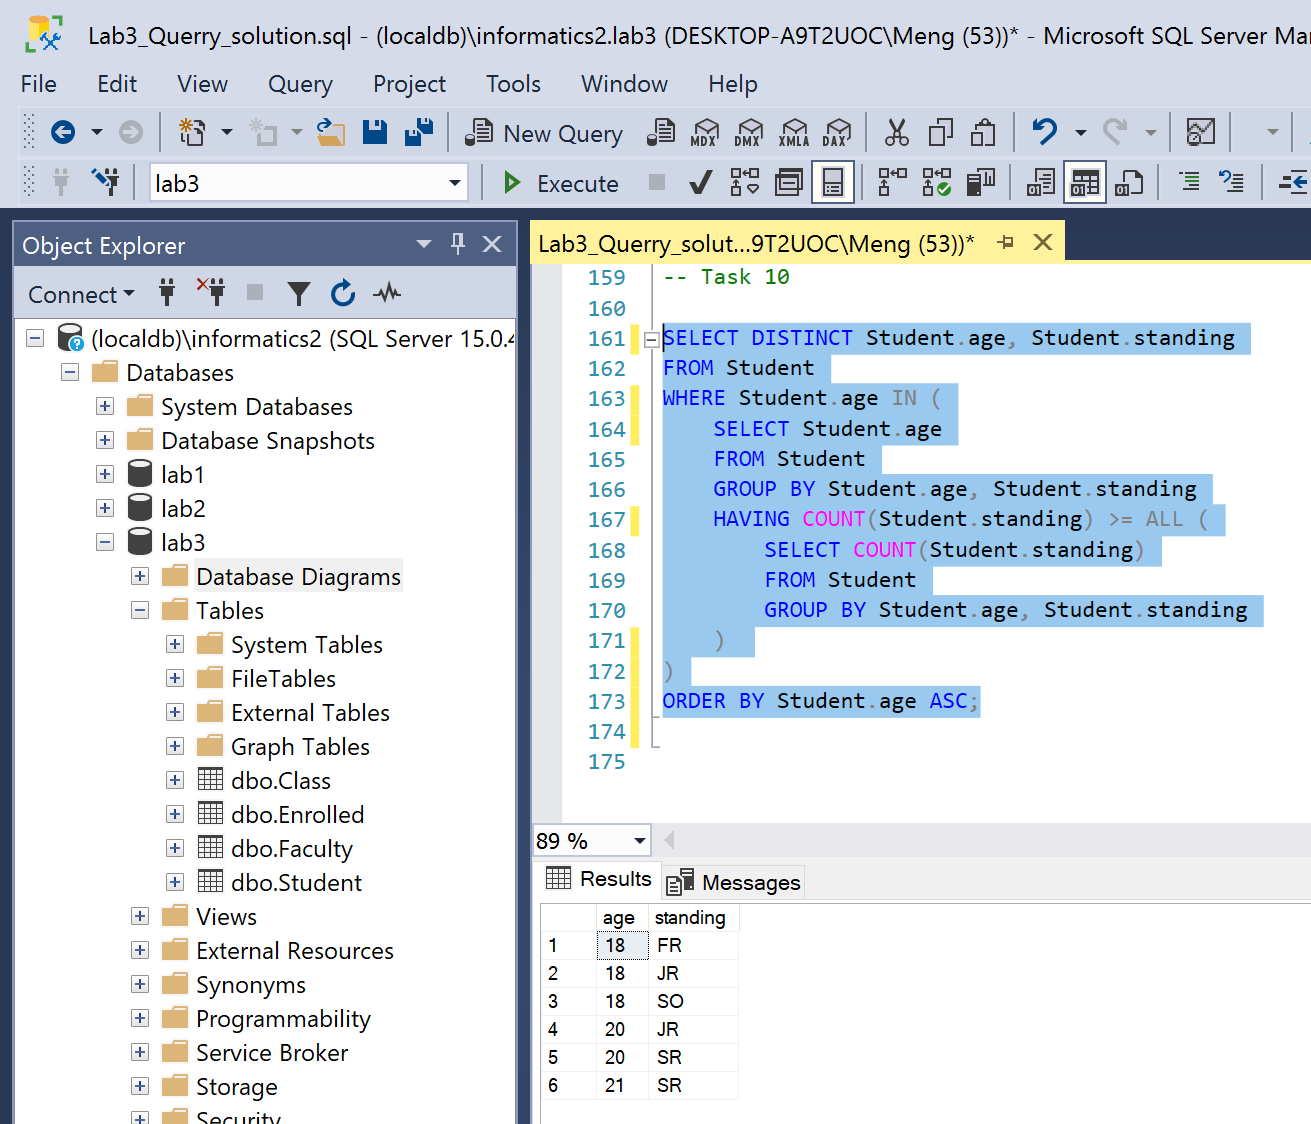 Lab3_Querry_solution.sql - (localdb)\informatics2.lab3 (DESKTOP-A9T2UOC\Meng (53))* - Microsoft SQL Server Ma
File Edit View Query Project Tools Window Help
New Query MDX DMX XMLA DAX
lab3 Execute
Object Explorer
Connect
(localdb)\informatics2 (SQL Server 15.0.4
Databases
System Databases
Database Snapshots
lab1
lab2
lab3
Database Diagrams
Tables
System Tables
FileTables
External Tables
Graph Tables
dbo.Class
dbo.Enrolled
dbo.Faculty
dbo.Student
Views
External Resources
Synonyms
Programmability
Service Broker
Storage
Security
Lab3_Querry_solut...9T2UOC\Meng (53))*
159 -- Task 10
160
161 SELECT DISTINCT Student.age, Student.standing
162 FROM Student
163 WHERE Student.age IN (
164 SELECT Student.age
165 FROM Student
166 GROUP BY Student.age, Student.standing
167 HAVING COUNT(Student.standing) >= ALL (
168 SELECT COUNT(Student.standing)
169 FROM Student
170 GROUP BY Student.age, Student.standing
171 )
172 )
173 ORDER BY Student.age ASC;
174
175
89 %
Results Messages
age standing
1 18 FR
2 18 JR
3 18 SO
4 20 JR
5 20 SR
6 21 SR